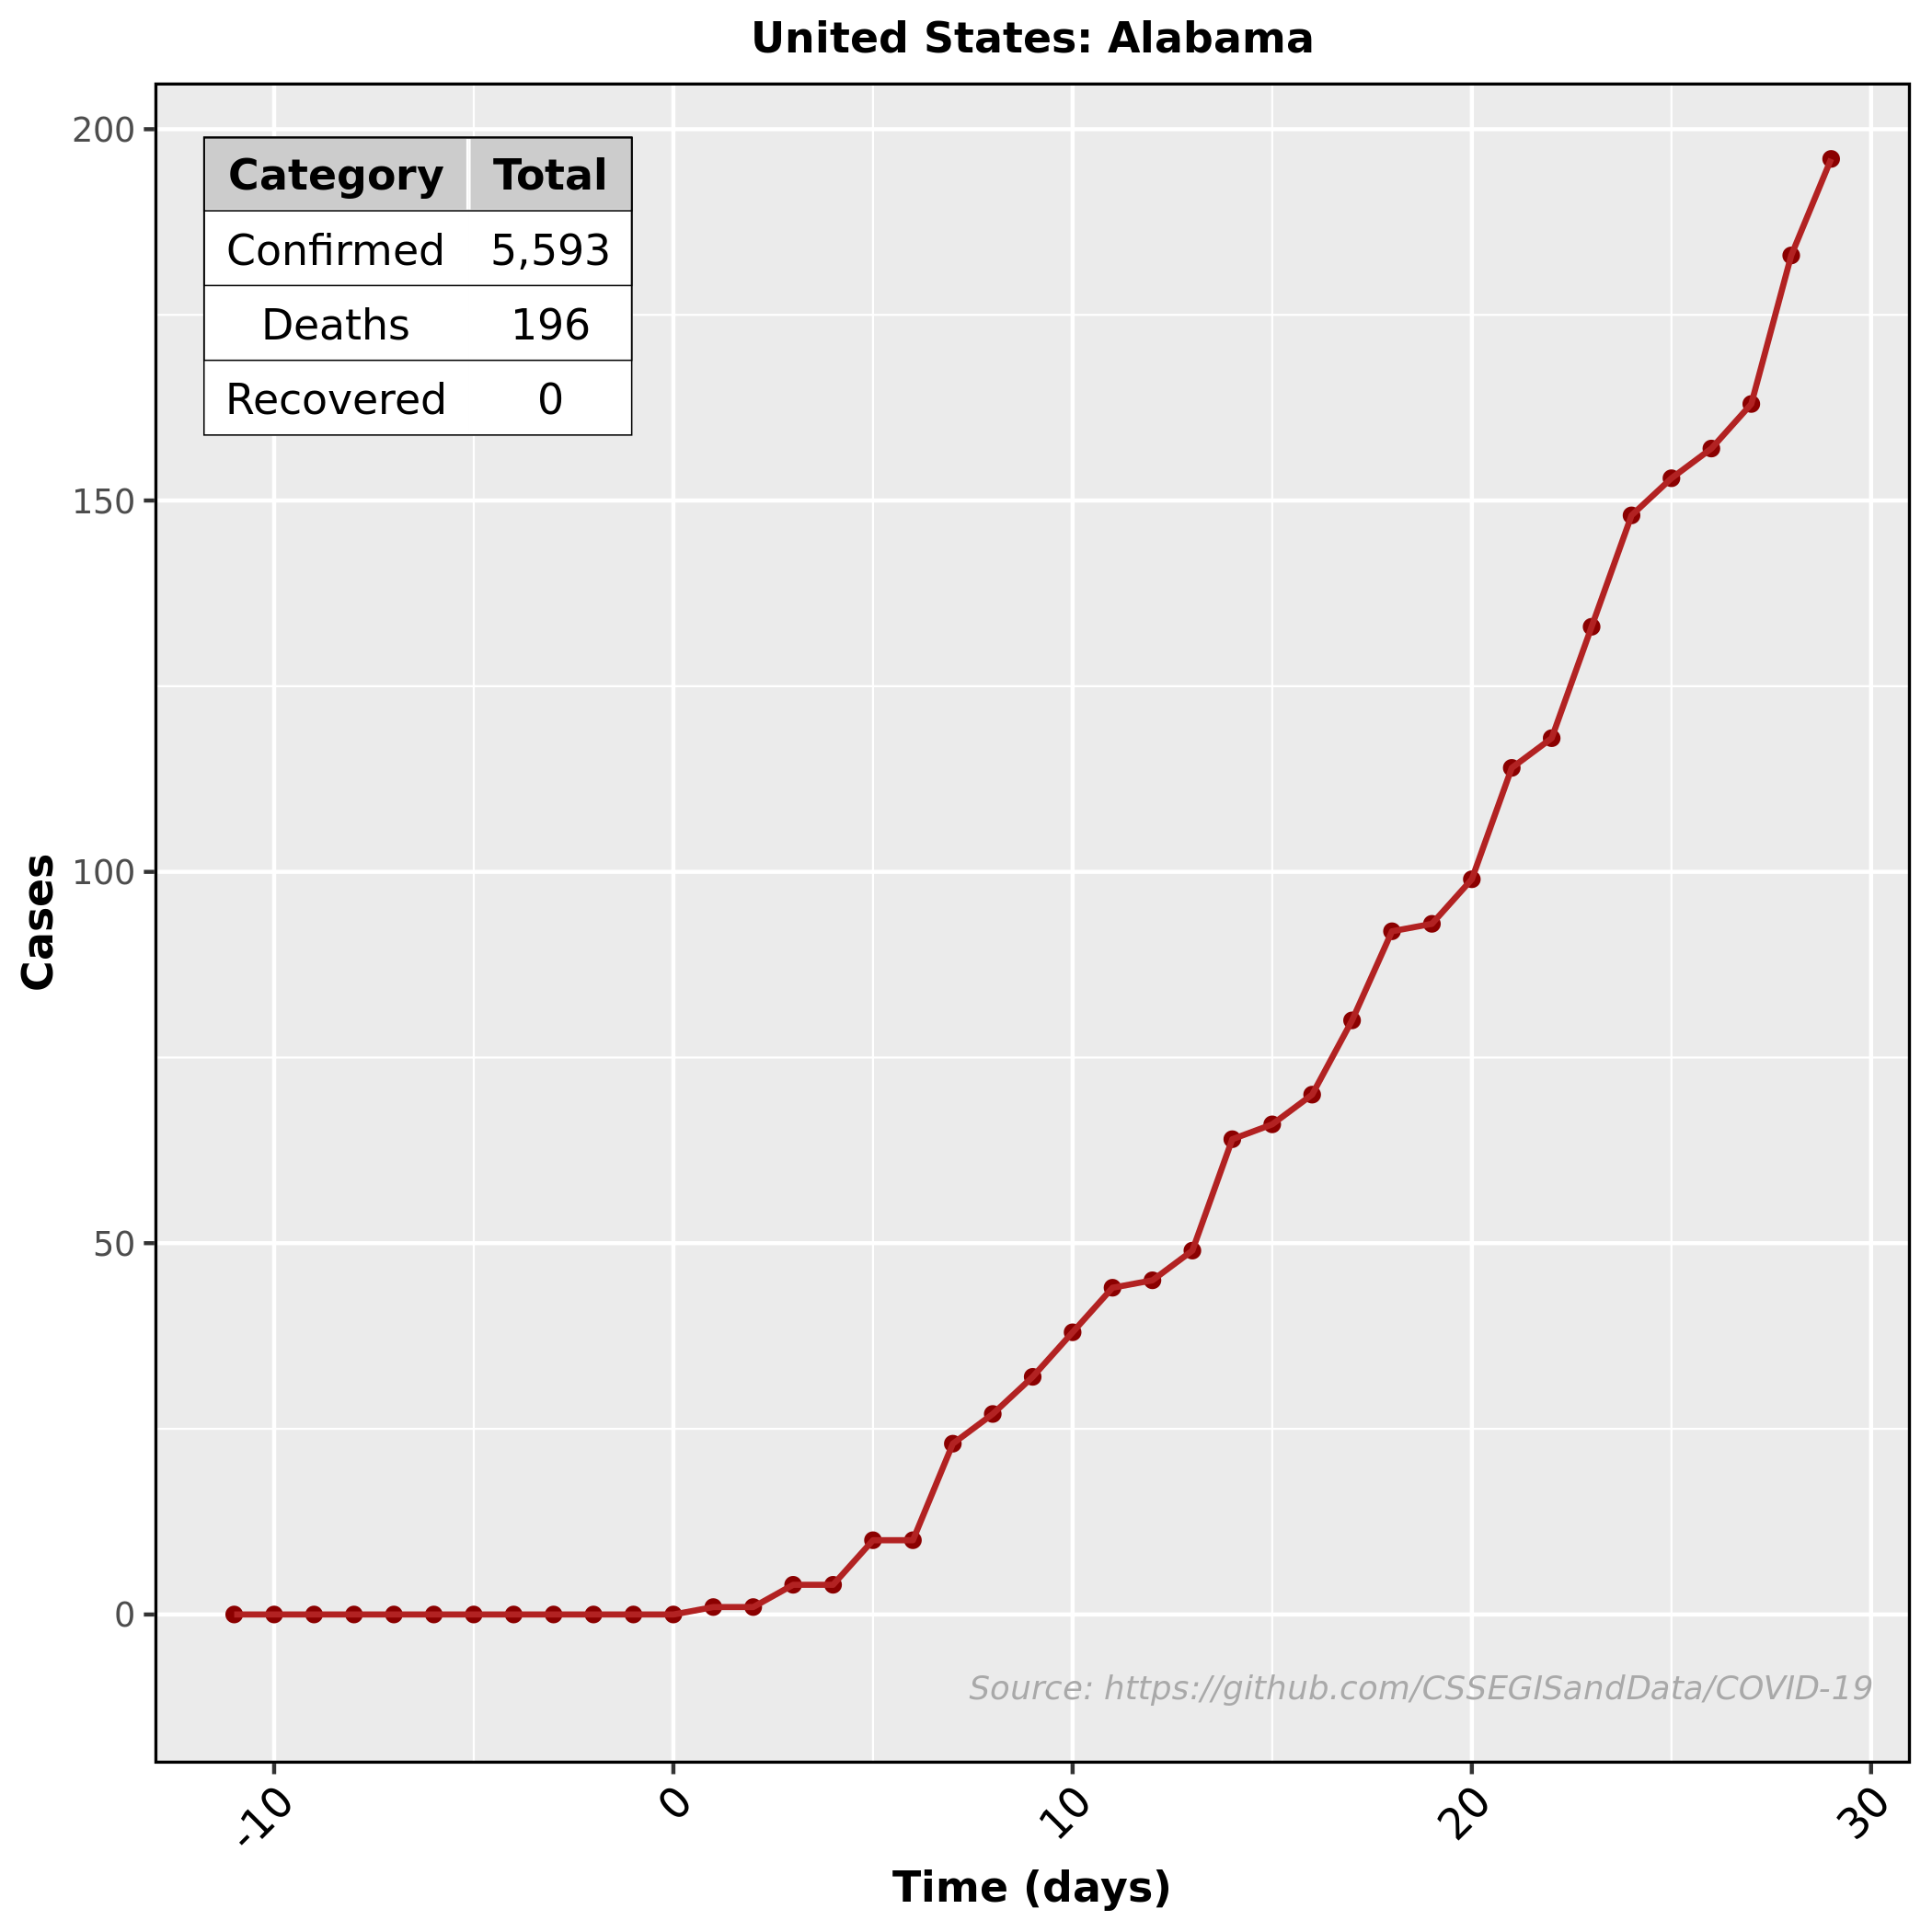 United States: Alabama
200
150
100
50
0
Cases
Category Total
Confirmed 5,593
Deaths 196
Recovered 0
Source: https://github.com/CSSEGISandData/COVID-19
-10 0 10 20 30
Time (days)